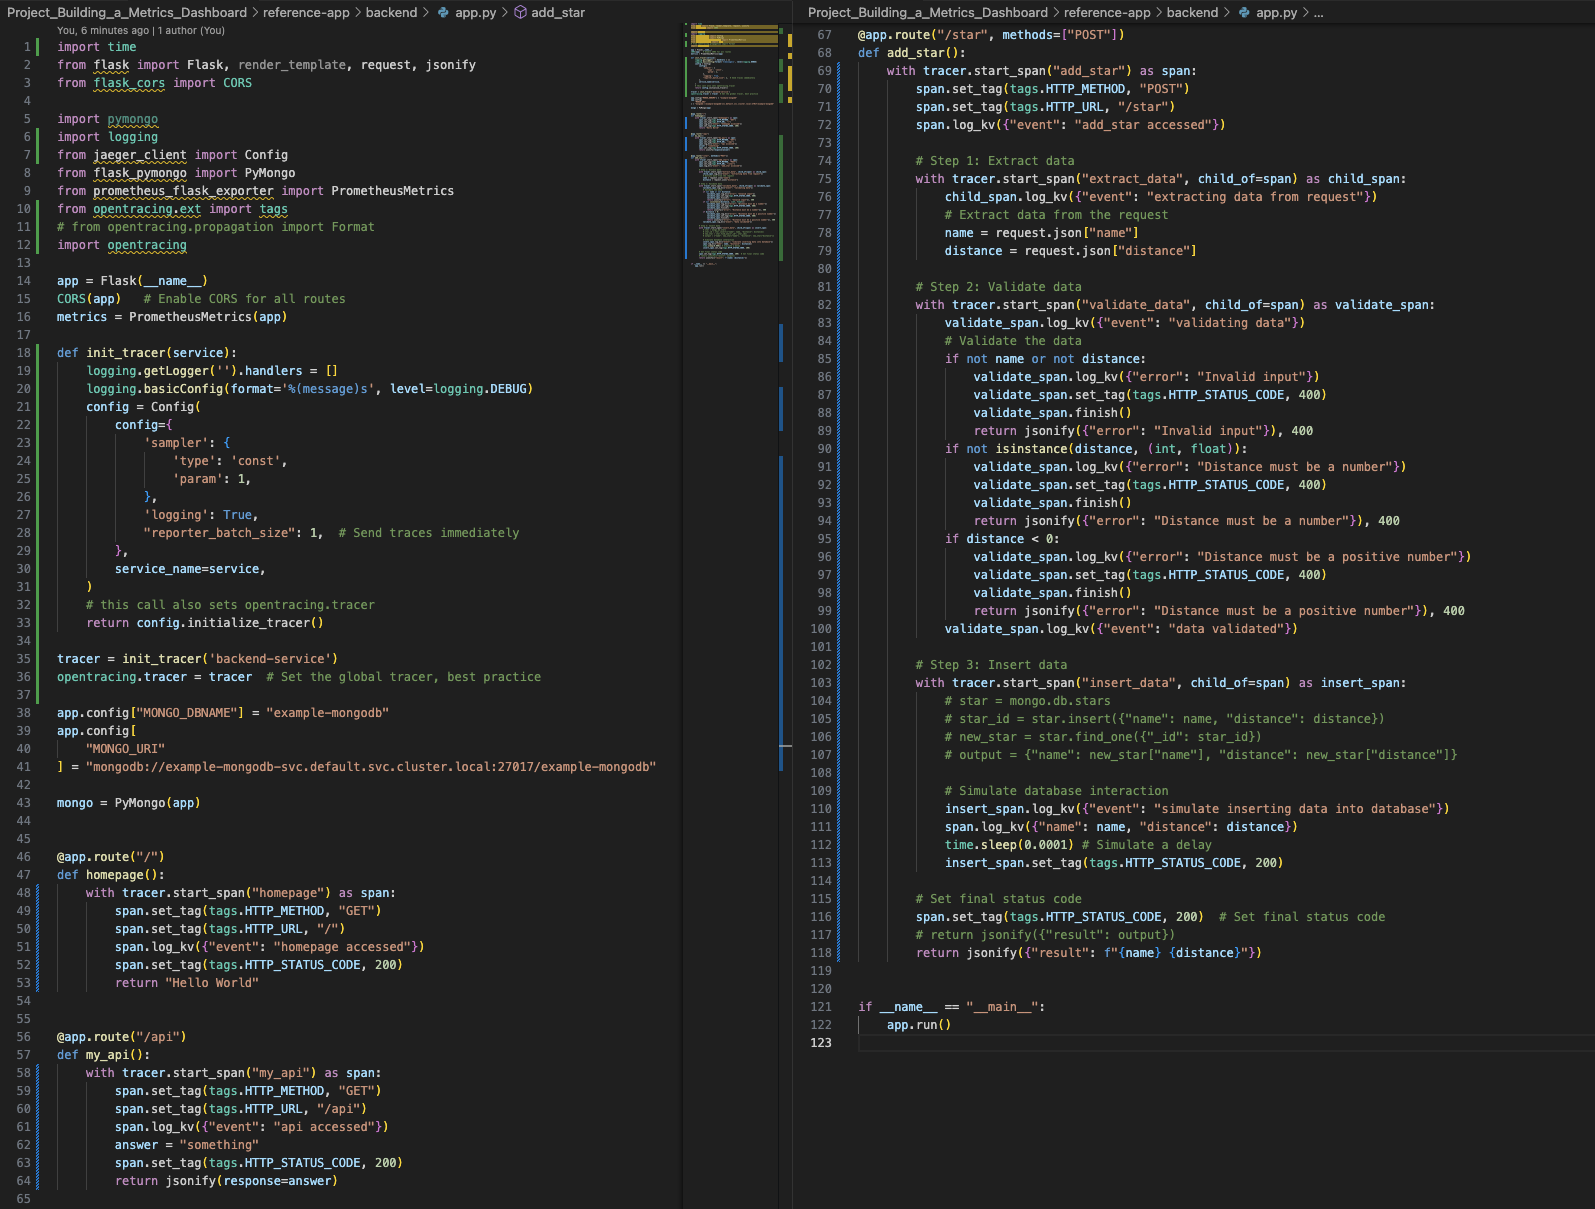 Project_Building_a_Metrics_Dashboard > reference-app > backend > app.py > add_star
You, 6 minutes ago | 1 author (You)
1 import time
2 from flask import Flask, render_template, request, jsonify
3 from flask_cors import CORS
4
5 import pymongo
6 import logging
7 from jaeger_client import Config
8 from flask_pymongo import PyMongo
9 from prometheus_flask_exporter import PrometheusMetrics
10 from opentracing.ext import tags
11 # from opentracing.propagation import Format
12 import opentracing
13
14 app = Flask(__name__)
15 CORS(app)   # Enable CORS for all routes
16 metrics = PrometheusMetrics(app)
17
18 def init_tracer(service):
19     logging.getLogger('').handlers = []
20     logging.basicConfig(format='%(message)s', level=logging.DEBUG)
21     config = Config(
22         config={
23             'sampler': {
24                 'type': 'const',
25                 'param': 1,
26             },
27             'logging': True,
28             "reporter_batch_size": 1,  # Send traces immediately
29         },
30         service_name=service,
31     )
32     # this call also sets opentracing.tracer
33     return config.initialize_tracer()
34
35 tracer = init_tracer('backend-service')
36 opentracing.tracer = tracer  # Set the global tracer, best practice
37
38 app.config["MONGO_DBNAME"] = "example-mongodb"
39 app.config[
40     "MONGO_URI"
41 ] = "mongodb://example-mongodb-svc.default.svc.cluster.local:27017/example-mongodb"
42
43 mongo = PyMongo(app)
44
45
46 @app.route("/")
47 def homepage():
48     with tracer.start_span("homepage") as span:
49         span.set_tag(tags.HTTP_METHOD, "GET")
50         span.set_tag(tags.HTTP_URL, "/")
51         span.log_kv({"event": "homepage accessed"})
52         span.set_tag(tags.HTTP_STATUS_CODE, 200)
53         return "Hello World"
54
55
56 @app.route("/api")
57 def my_api():
58     with tracer.start_span("my_api") as span:
59         span.set_tag(tags.HTTP_METHOD, "GET")
60         span.set_tag(tags.HTTP_URL, "/api")
61         span.log_kv({"event": "api accessed"})
62         answer = "something"
63         span.set_tag(tags.HTTP_STATUS_CODE, 200)
64         return jsonify(response=answer)
65
Project_Building_a_Metrics_Dashboard > reference-app > backend > app.py > ...
67 @app.route("/star", methods=["POST"])
68 def add_star():
69     with tracer.start_span("add_star") as span:
70         span.set_tag(tags.HTTP_METHOD, "POST")
71         span.set_tag(tags.HTTP_URL, "/star")
72         span.log_kv({"event": "add_star accessed"})
73
74         # Step 1: Extract data
75         with tracer.start_span("extract_data", child_of=span) as child_span:
76             child_span.log_kv({"event": "extracting data from request"})
77             # Extract data from the request
78             name = request.json["name"]
79             distance = request.json["distance"]
80
81         # Step 2: Validate data
82         with tracer.start_span("validate_data", child_of=span) as validate_span:
83             validate_span.log_kv({"event": "validating data"})
84             # Validate the data
85             if not name or not distance:
86                 validate_span.log_kv({"error": "Invalid input"})
87                 validate_span.set_tag(tags.HTTP_STATUS_CODE, 400)
88                 validate_span.finish()
89                 return jsonify({"error": "Invalid input"}), 400
90             if not isinstance(distance, (int, float)):
91                 validate_span.log_kv({"error": "Distance must be a number"})
92                 validate_span.set_tag(tags.HTTP_STATUS_CODE, 400)
93                 validate_span.finish()
94                 return jsonify({"error": "Distance must be a number"}), 400
95             if distance < 0:
96                 validate_span.log_kv({"error": "Distance must be a positive number"})
97                 validate_span.set_tag(tags.HTTP_STATUS_CODE, 400)
98                 validate_span.finish()
99                 return jsonify({"error": "Distance must be a positive number"}), 400
100             validate_span.log_kv({"event": "data validated"})
101
102         # Step 3: Insert data
103         with tracer.start_span("insert_data", child_of=span) as insert_span:
104             # star = mongo.db.stars
105             # star_id = star.insert({"name": name, "distance": distance})
106             # new_star = star.find_one({"_id": star_id})
107             # output = {"name": new_star["name"], "distance": new_star["distance"]}
108
109             # Simulate database interaction
110             insert_span.log_kv({"event": "simulate inserting data into database"})
111             span.log_kv({"name": name, "distance": distance})
112             time.sleep(0.0001) # Simulate a delay
113             insert_span.set_tag(tags.HTTP_STATUS_CODE, 200)
114
115         # Set final status code
116         span.set_tag(tags.HTTP_STATUS_CODE, 200)  # Set final status code
117         # return jsonify({"result": output})
118         return jsonify({"result": f"{name} {distance}"})
119
120
121 if __name__ == "__main__":
122     app.run()
123